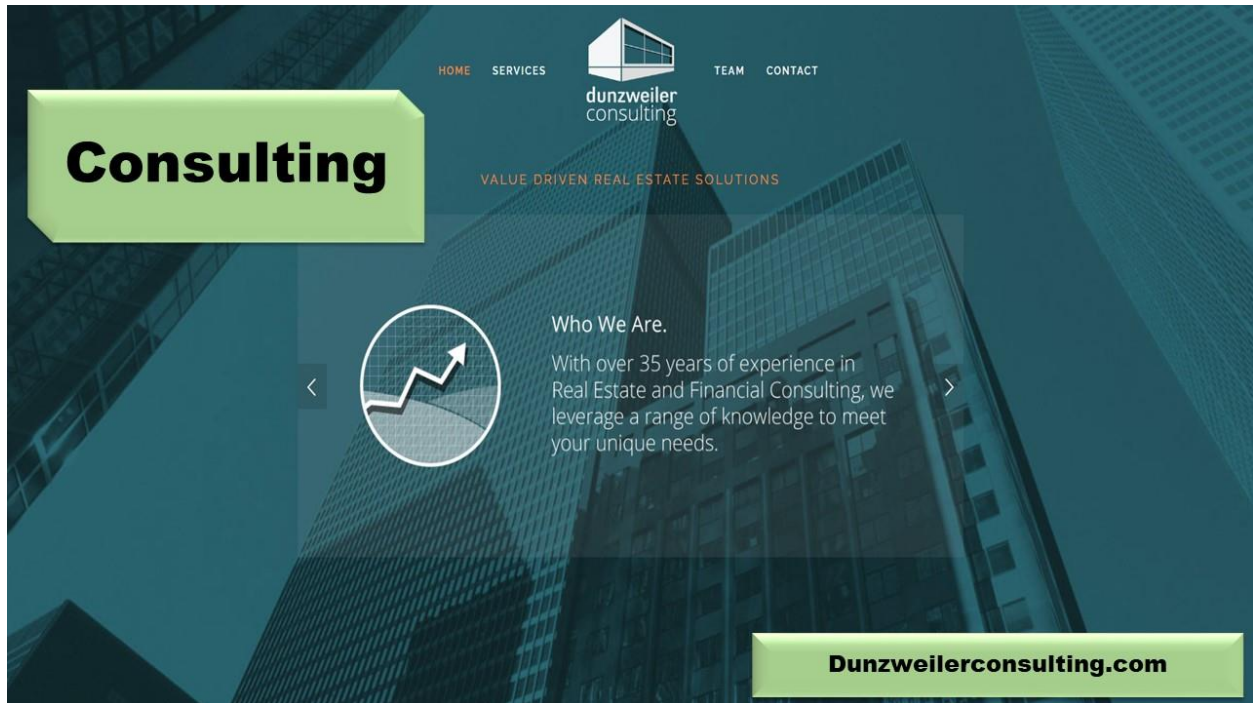 HOME SERVICES
dunzweiler
consulting
TEAM CONTACT
Consulting
VALUE DRIVEN REAL ESTATE SOLUTIONS
Who We Are.
With over 35 years of experience in
Real Estate and Financial Consulting, we
leverage a range of knowledge to meet
your unique needs.
Dunzweilerconsulting.com